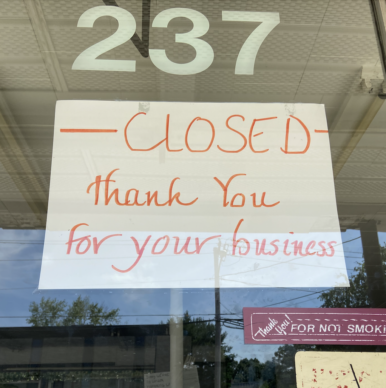 237
— CLOSED —
Thank You
for your business
Thank You!
FOR NOT SMOKI